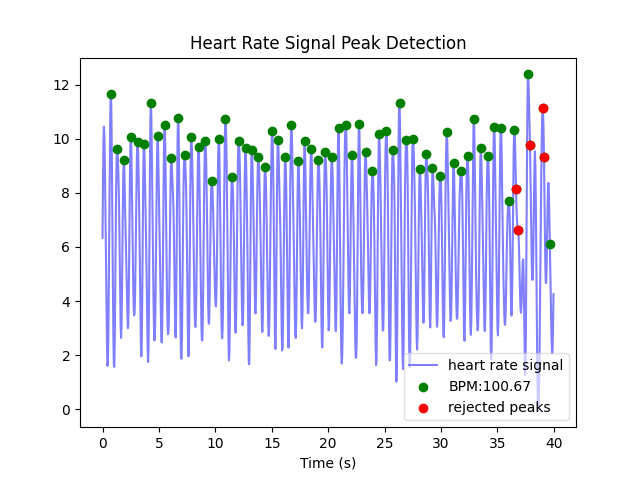 Heart Rate Signal Peak Detection
12
10
8
6
4
2
0
heart rate signal
BPM:100.67
rejected peaks
0 5 10 15 20 25 30 35 40
Time (s)